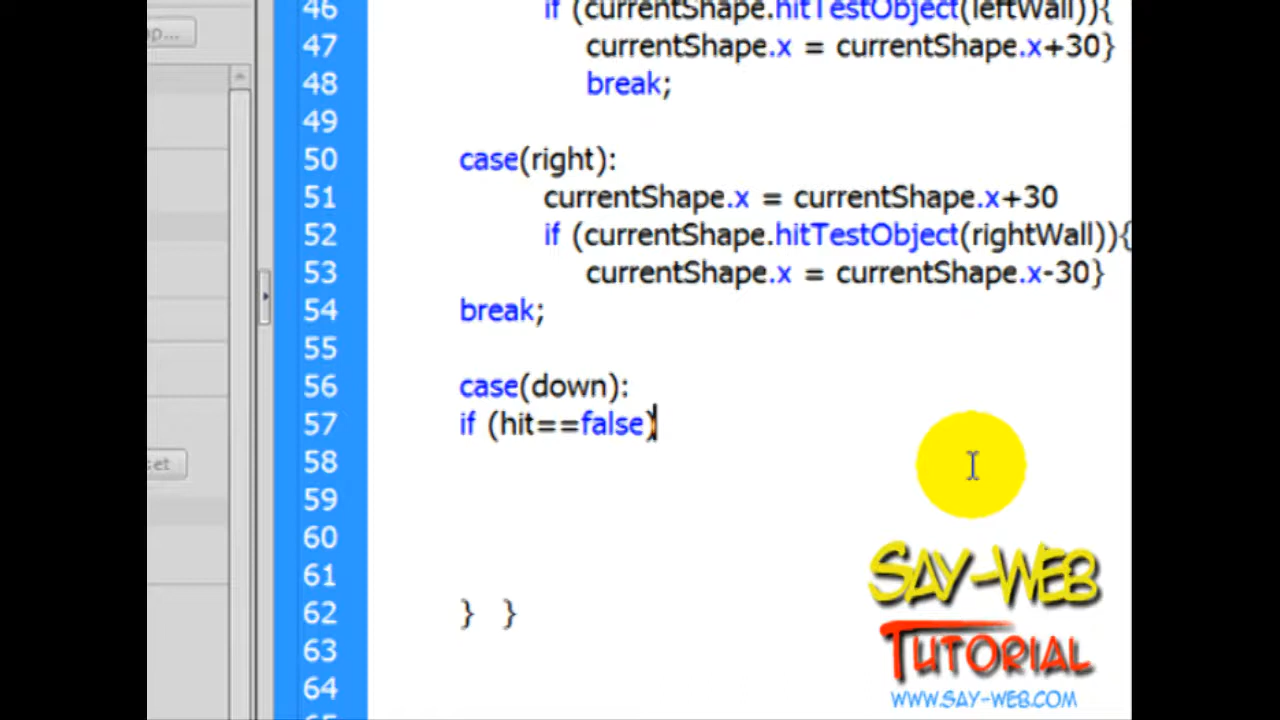 46 if (currentShape.hitTestObject(leftWall)){
p...
47 currentShape.x = currentShape.x+30}
48 break;
49
50 case(right):
51 currentShape.x = currentShape.x+30
52 if (currentShape.hitTestObject(rightWall)){
53 currentShape.x = currentShape.x-30}
54 break;
55
56 case(down):
57 if (hit==false)
58
set
59
60
61
62 } }
63
64
SAY-WEB
TUTORIAL
WWW.SAY-WEB.COM